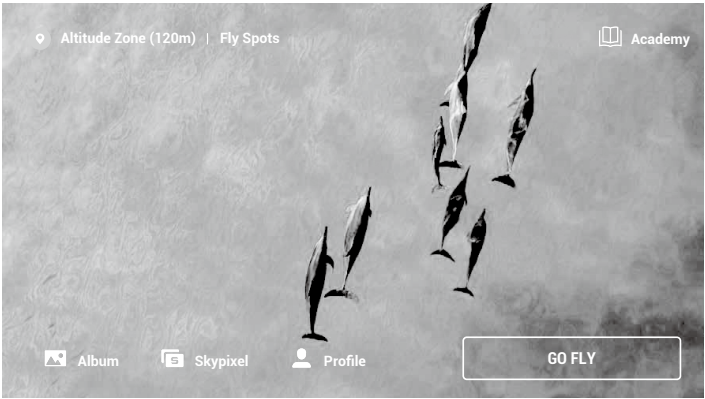 Altitude Zone (120m) | Fly Spots
Academy
Album
Skypixel
Profile
GO FLY